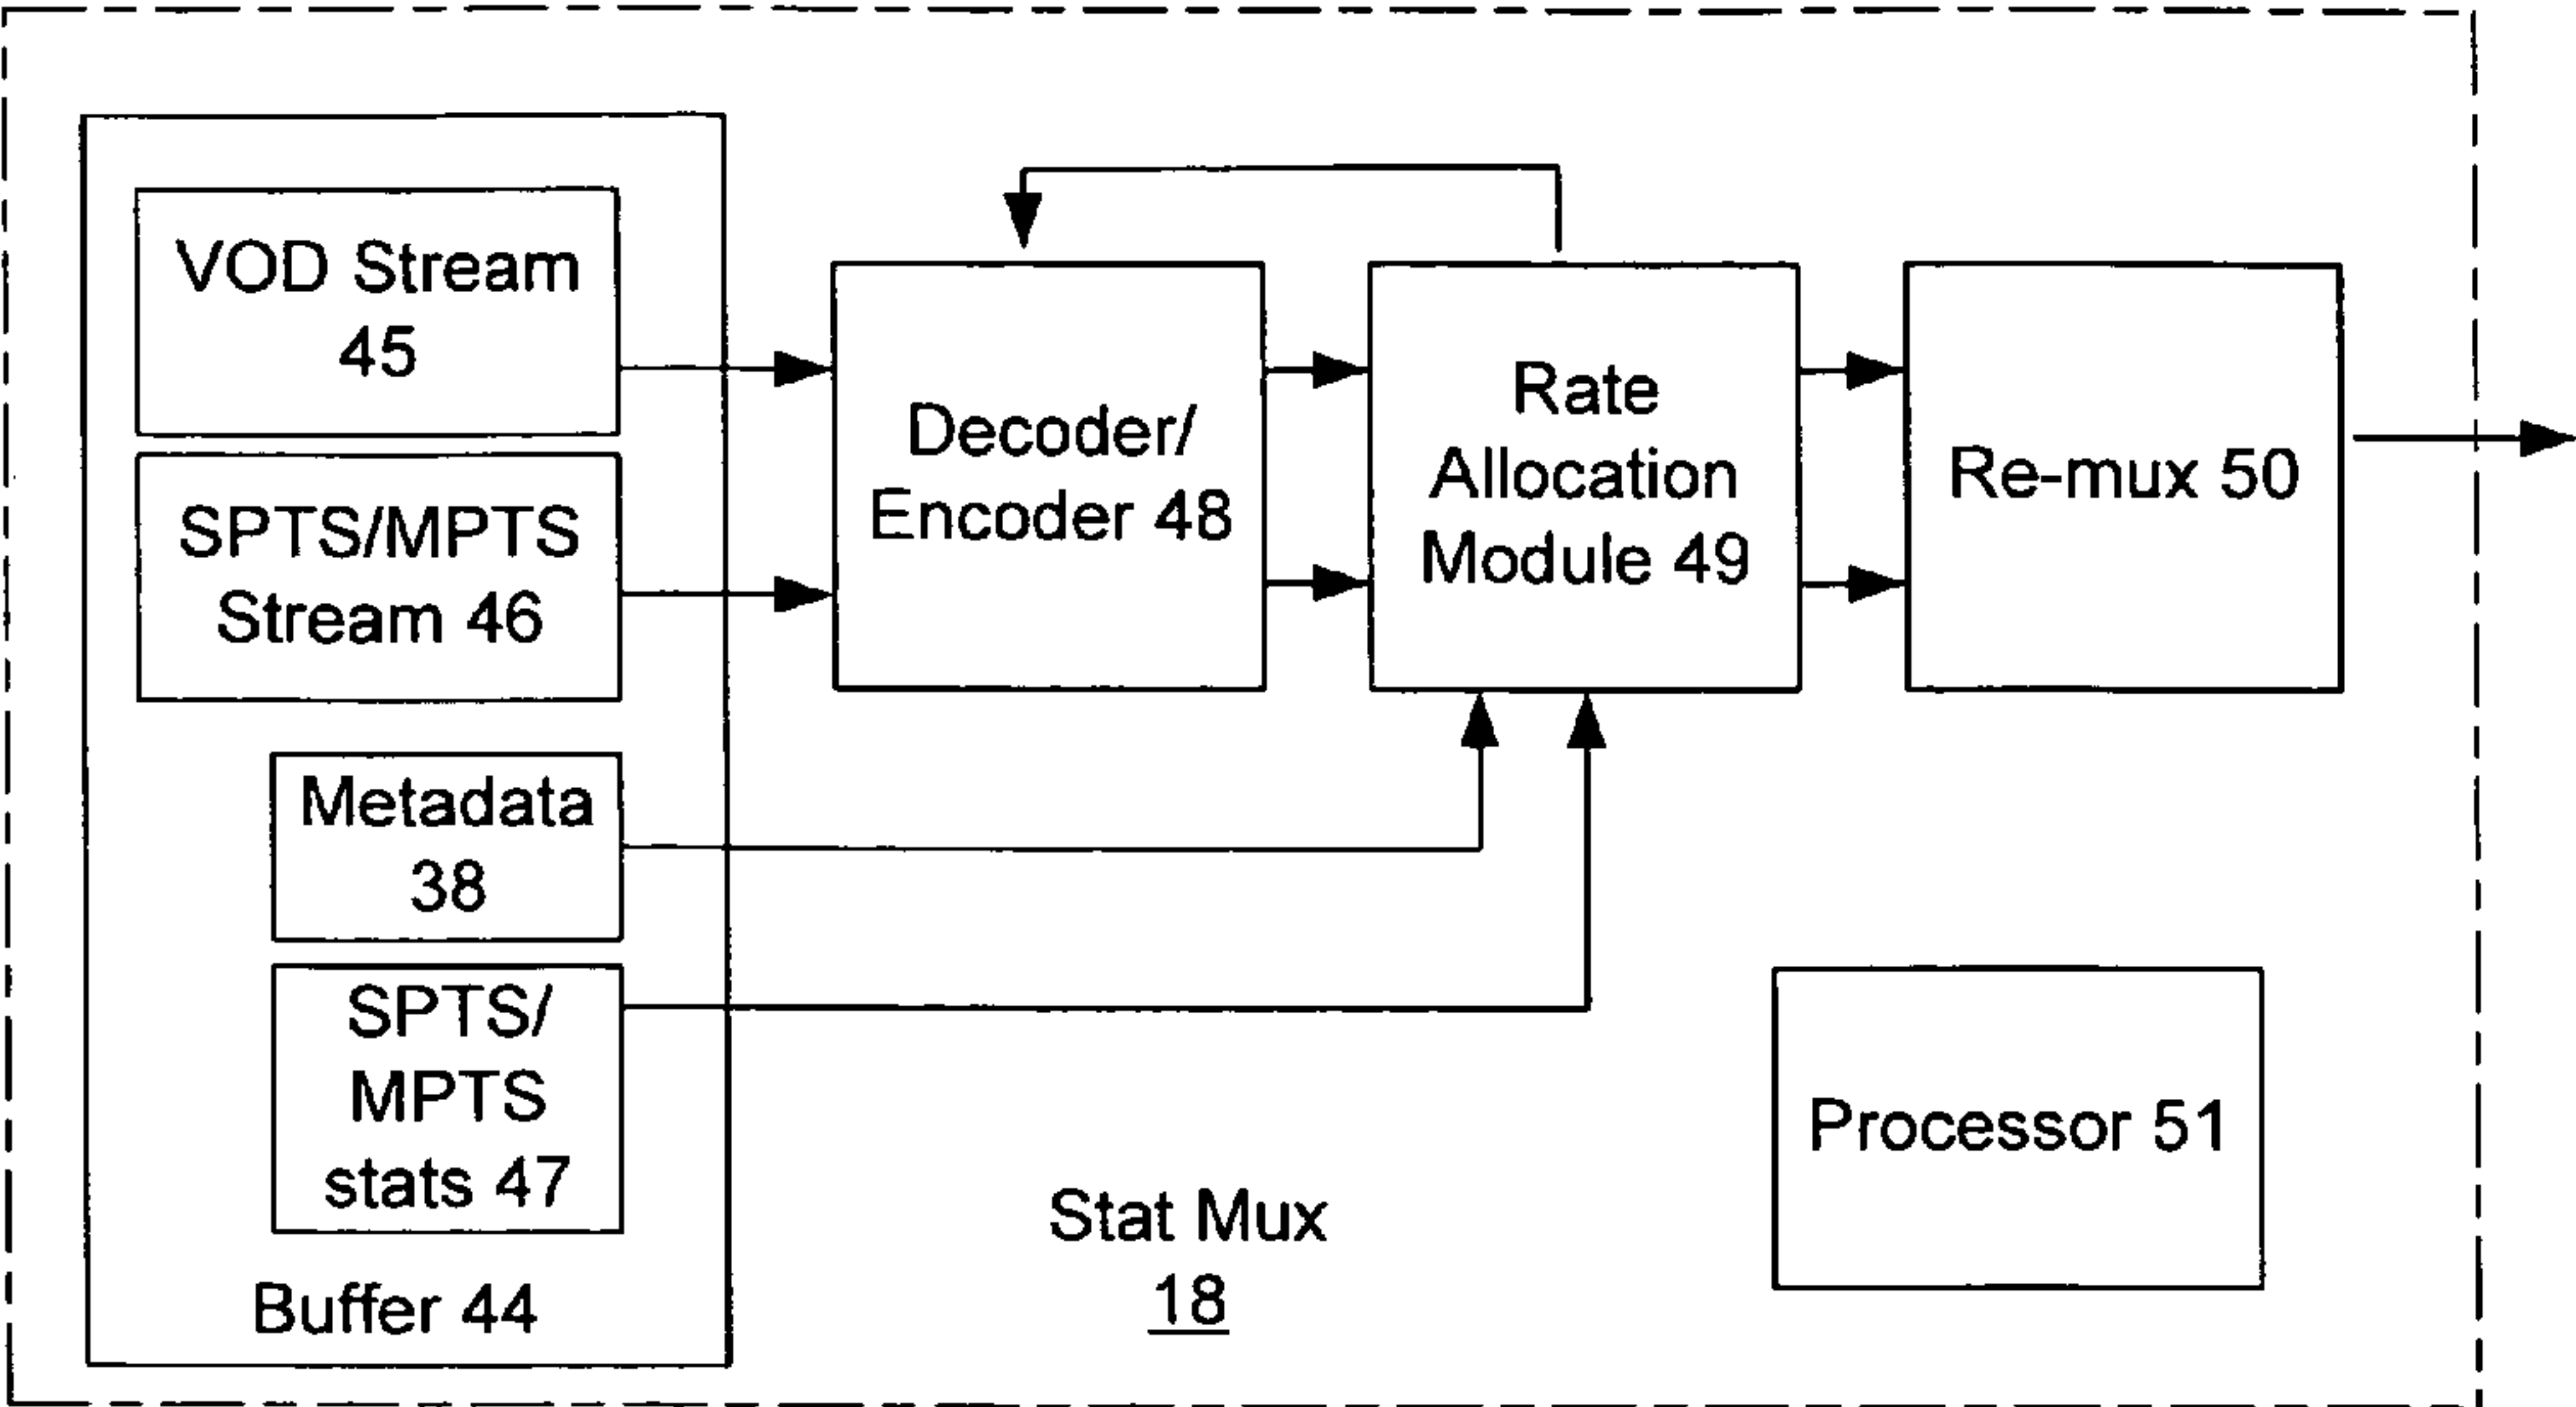 VOD Stream
45
SPTS/MPTS
Stream 46
Metadata
38
SPTS/
MPTS
stats 47
Buffer 44
Decoder/
Encoder 48
Rate
Allocation
Module 49
Re-mux 50
Processor 51
Stat Mux
18